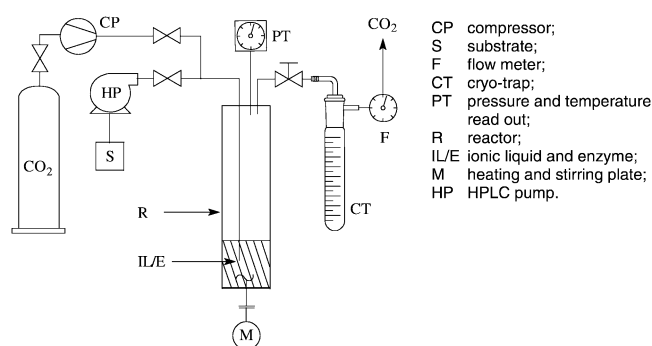 CP
PT
CO2
HP
F
S
CO2
R
CT
IL/E
M
CP compressor;
S substrate;
F flow meter;
CT cryo-trap;
PT pressure and temperature
read out;
R reactor;
IL/E ionic liquid and enzyme;
M heating and stirring plate;
HP HPLC pump.